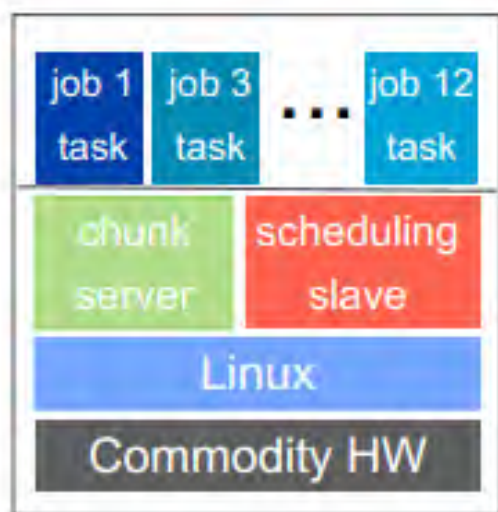 job 1 job 3 ... job 12
task task task
chunk scheduling
server slave
Linux
Commodity HW